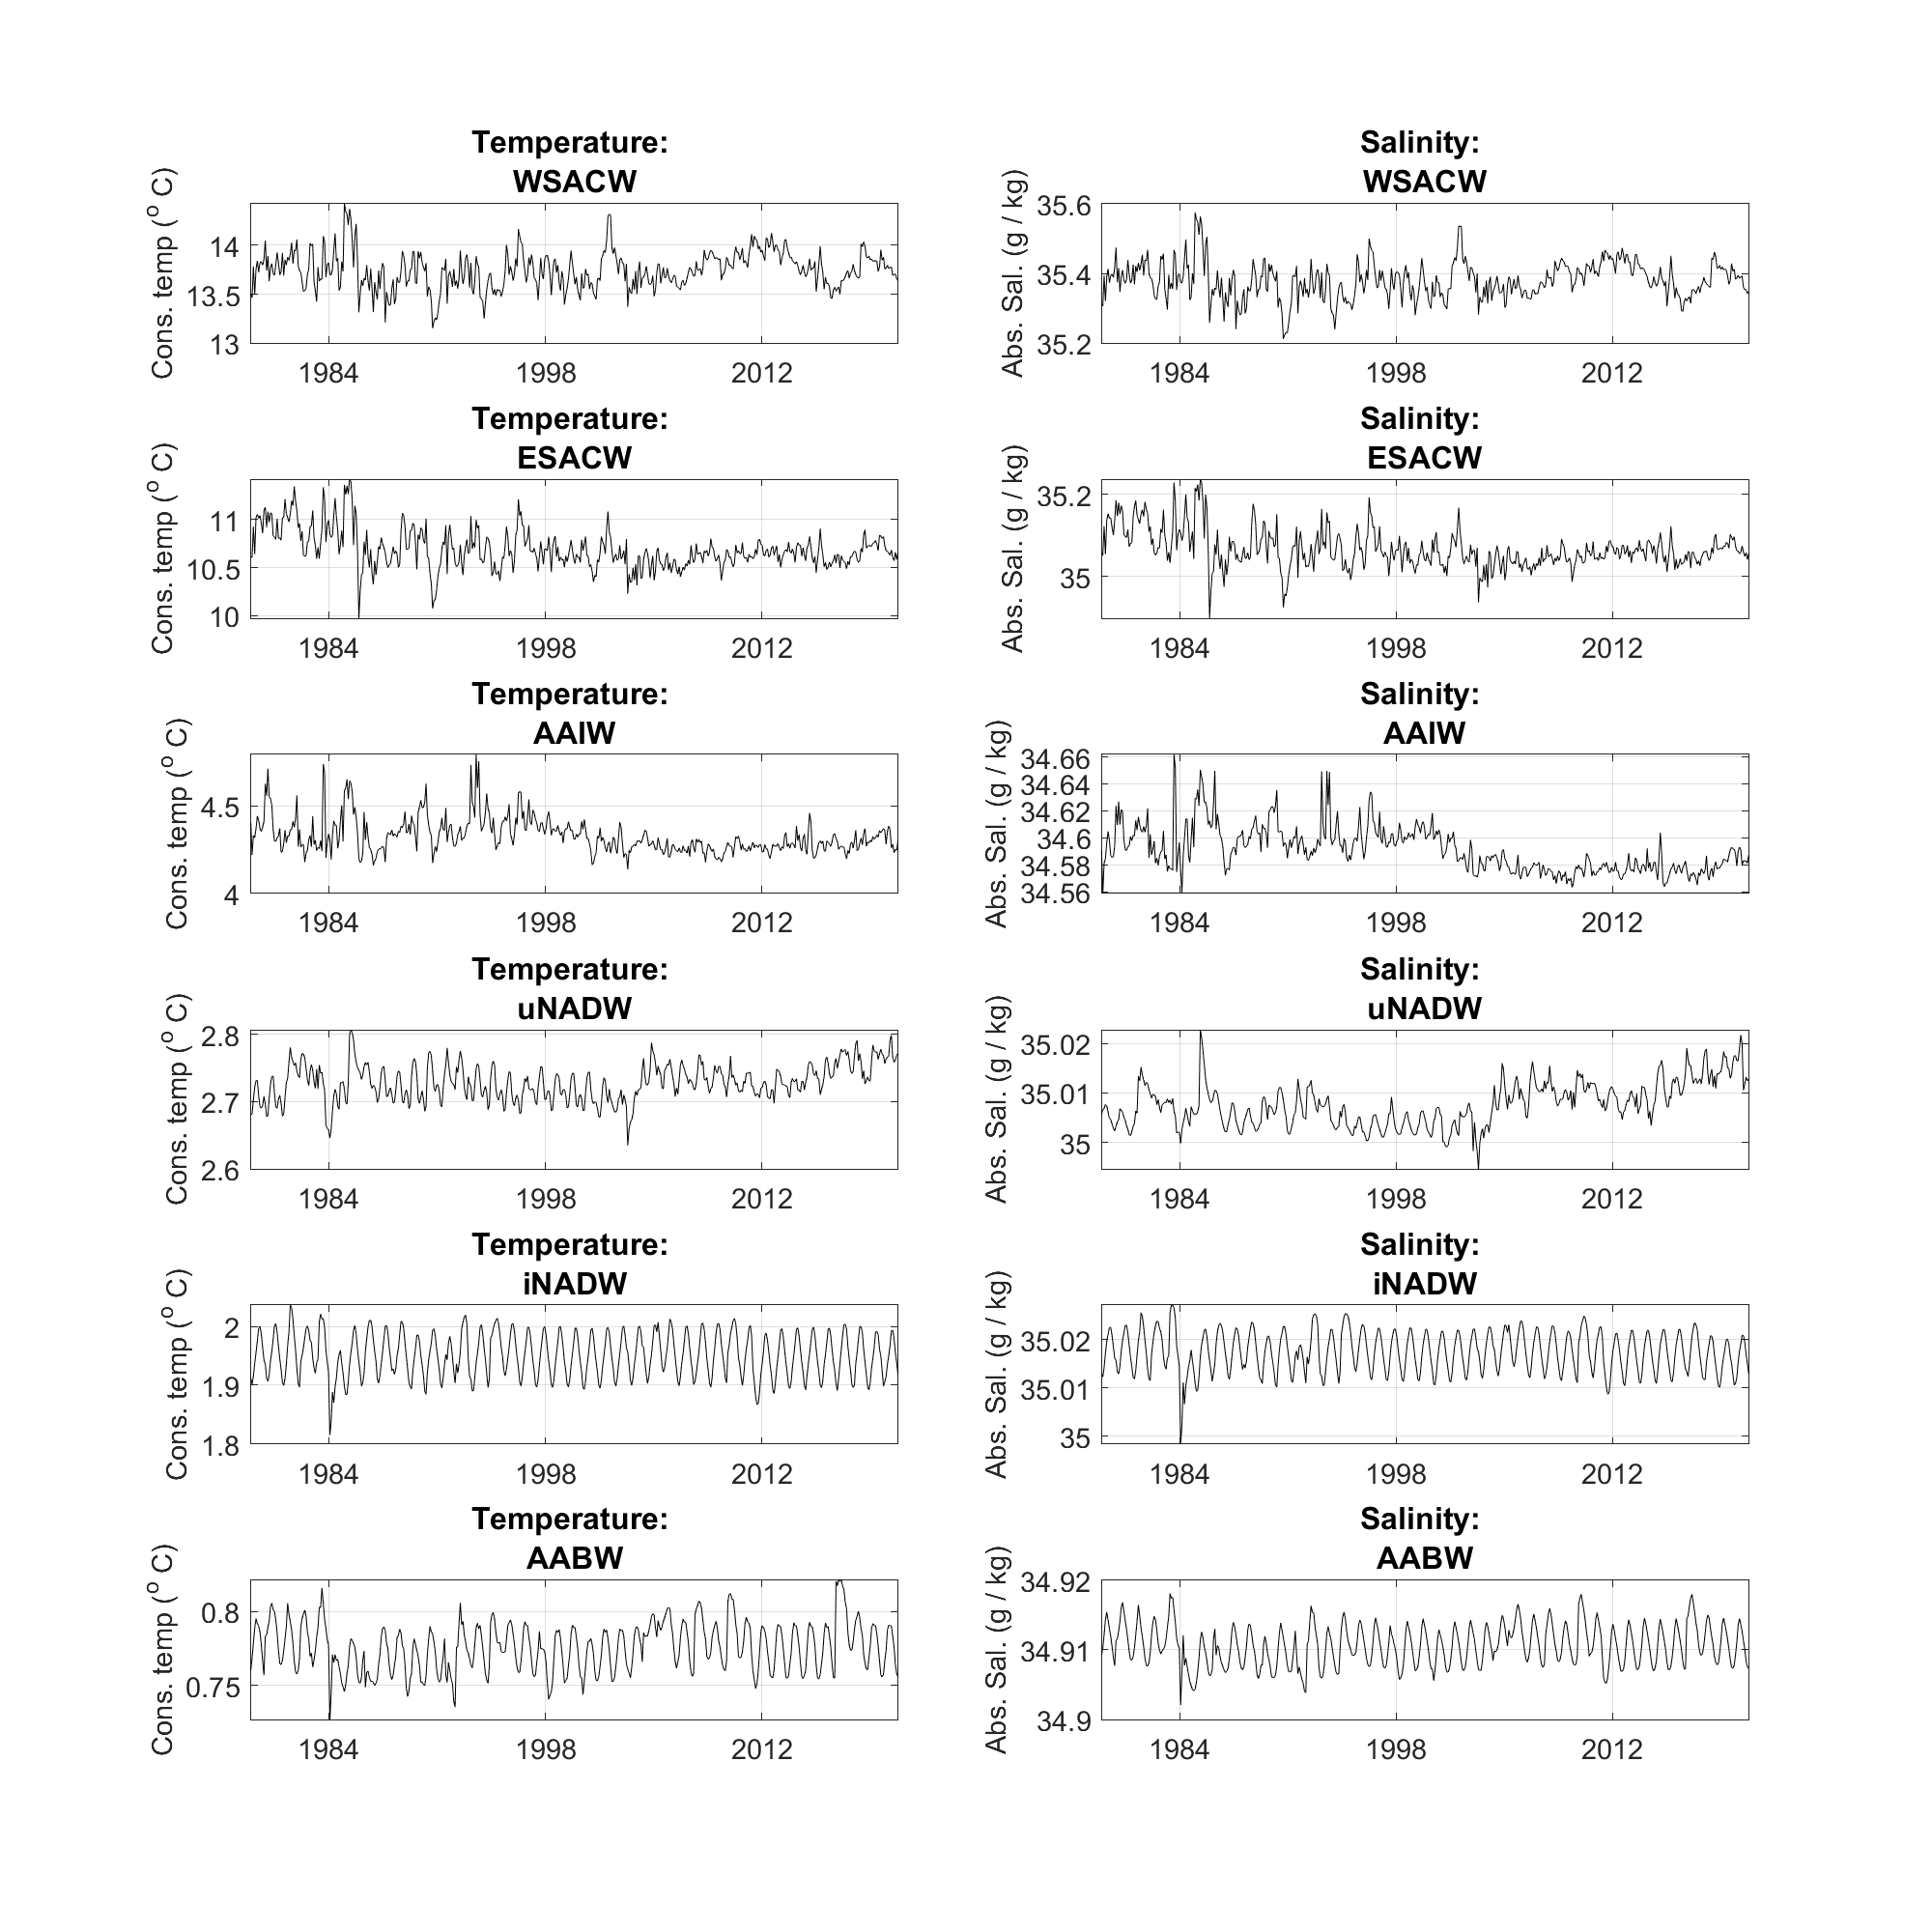 Temperature:
WSACW
Cons. temp (° C)
14
13.5
13
1984 1998 2012
Salinity:
WSACW
Abs. Sal. (g / kg)
35.6
35.4
35.2
1984 1998 2012
Temperature:
ESACW
Cons. temp (° C)
11
10.5
10
1984 1998 2012
Salinity:
ESACW
Abs. Sal. (g / kg)
35.2
35
1984 1998 2012
Temperature:
AAIW
Cons. temp (° C)
4.5
4
1984 1998 2012
Salinity:
AAIW
Abs. Sal. (g / kg)
34.66
34.64
34.62
34.6
34.58
34.56
1984 1998 2012
Temperature:
uNADW
Cons. temp (° C)
2.8
2.7
2.6
1984 1998 2012
Salinity:
uNADW
Abs. Sal. (g / kg)
35.02
35.01
35
1984 1998 2012
Temperature:
iNADW
Cons. temp (° C)
2
1.9
1.8
1984 1998 2012
Salinity:
iNADW
Abs. Sal. (g / kg)
35.02
35.01
35
1984 1998 2012
Temperature:
AABW
Cons. temp (° C)
0.8
0.75
1984 1998 2012
Salinity:
AABW
Abs. Sal. (g / kg)
34.92
34.91
34.9
1984 1998 2012